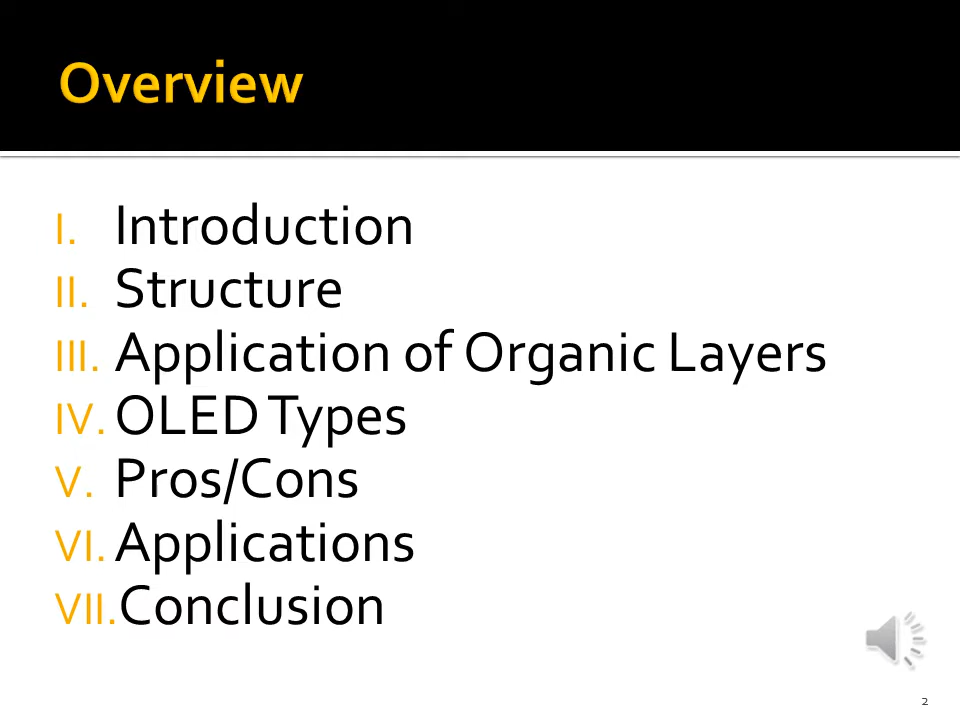 Overview
I. Introduction
II. Structure
III. Application of Organic Layers
IV. OLED Types
V. Pros/Cons
VI. Applications
VII. Conclusion
2